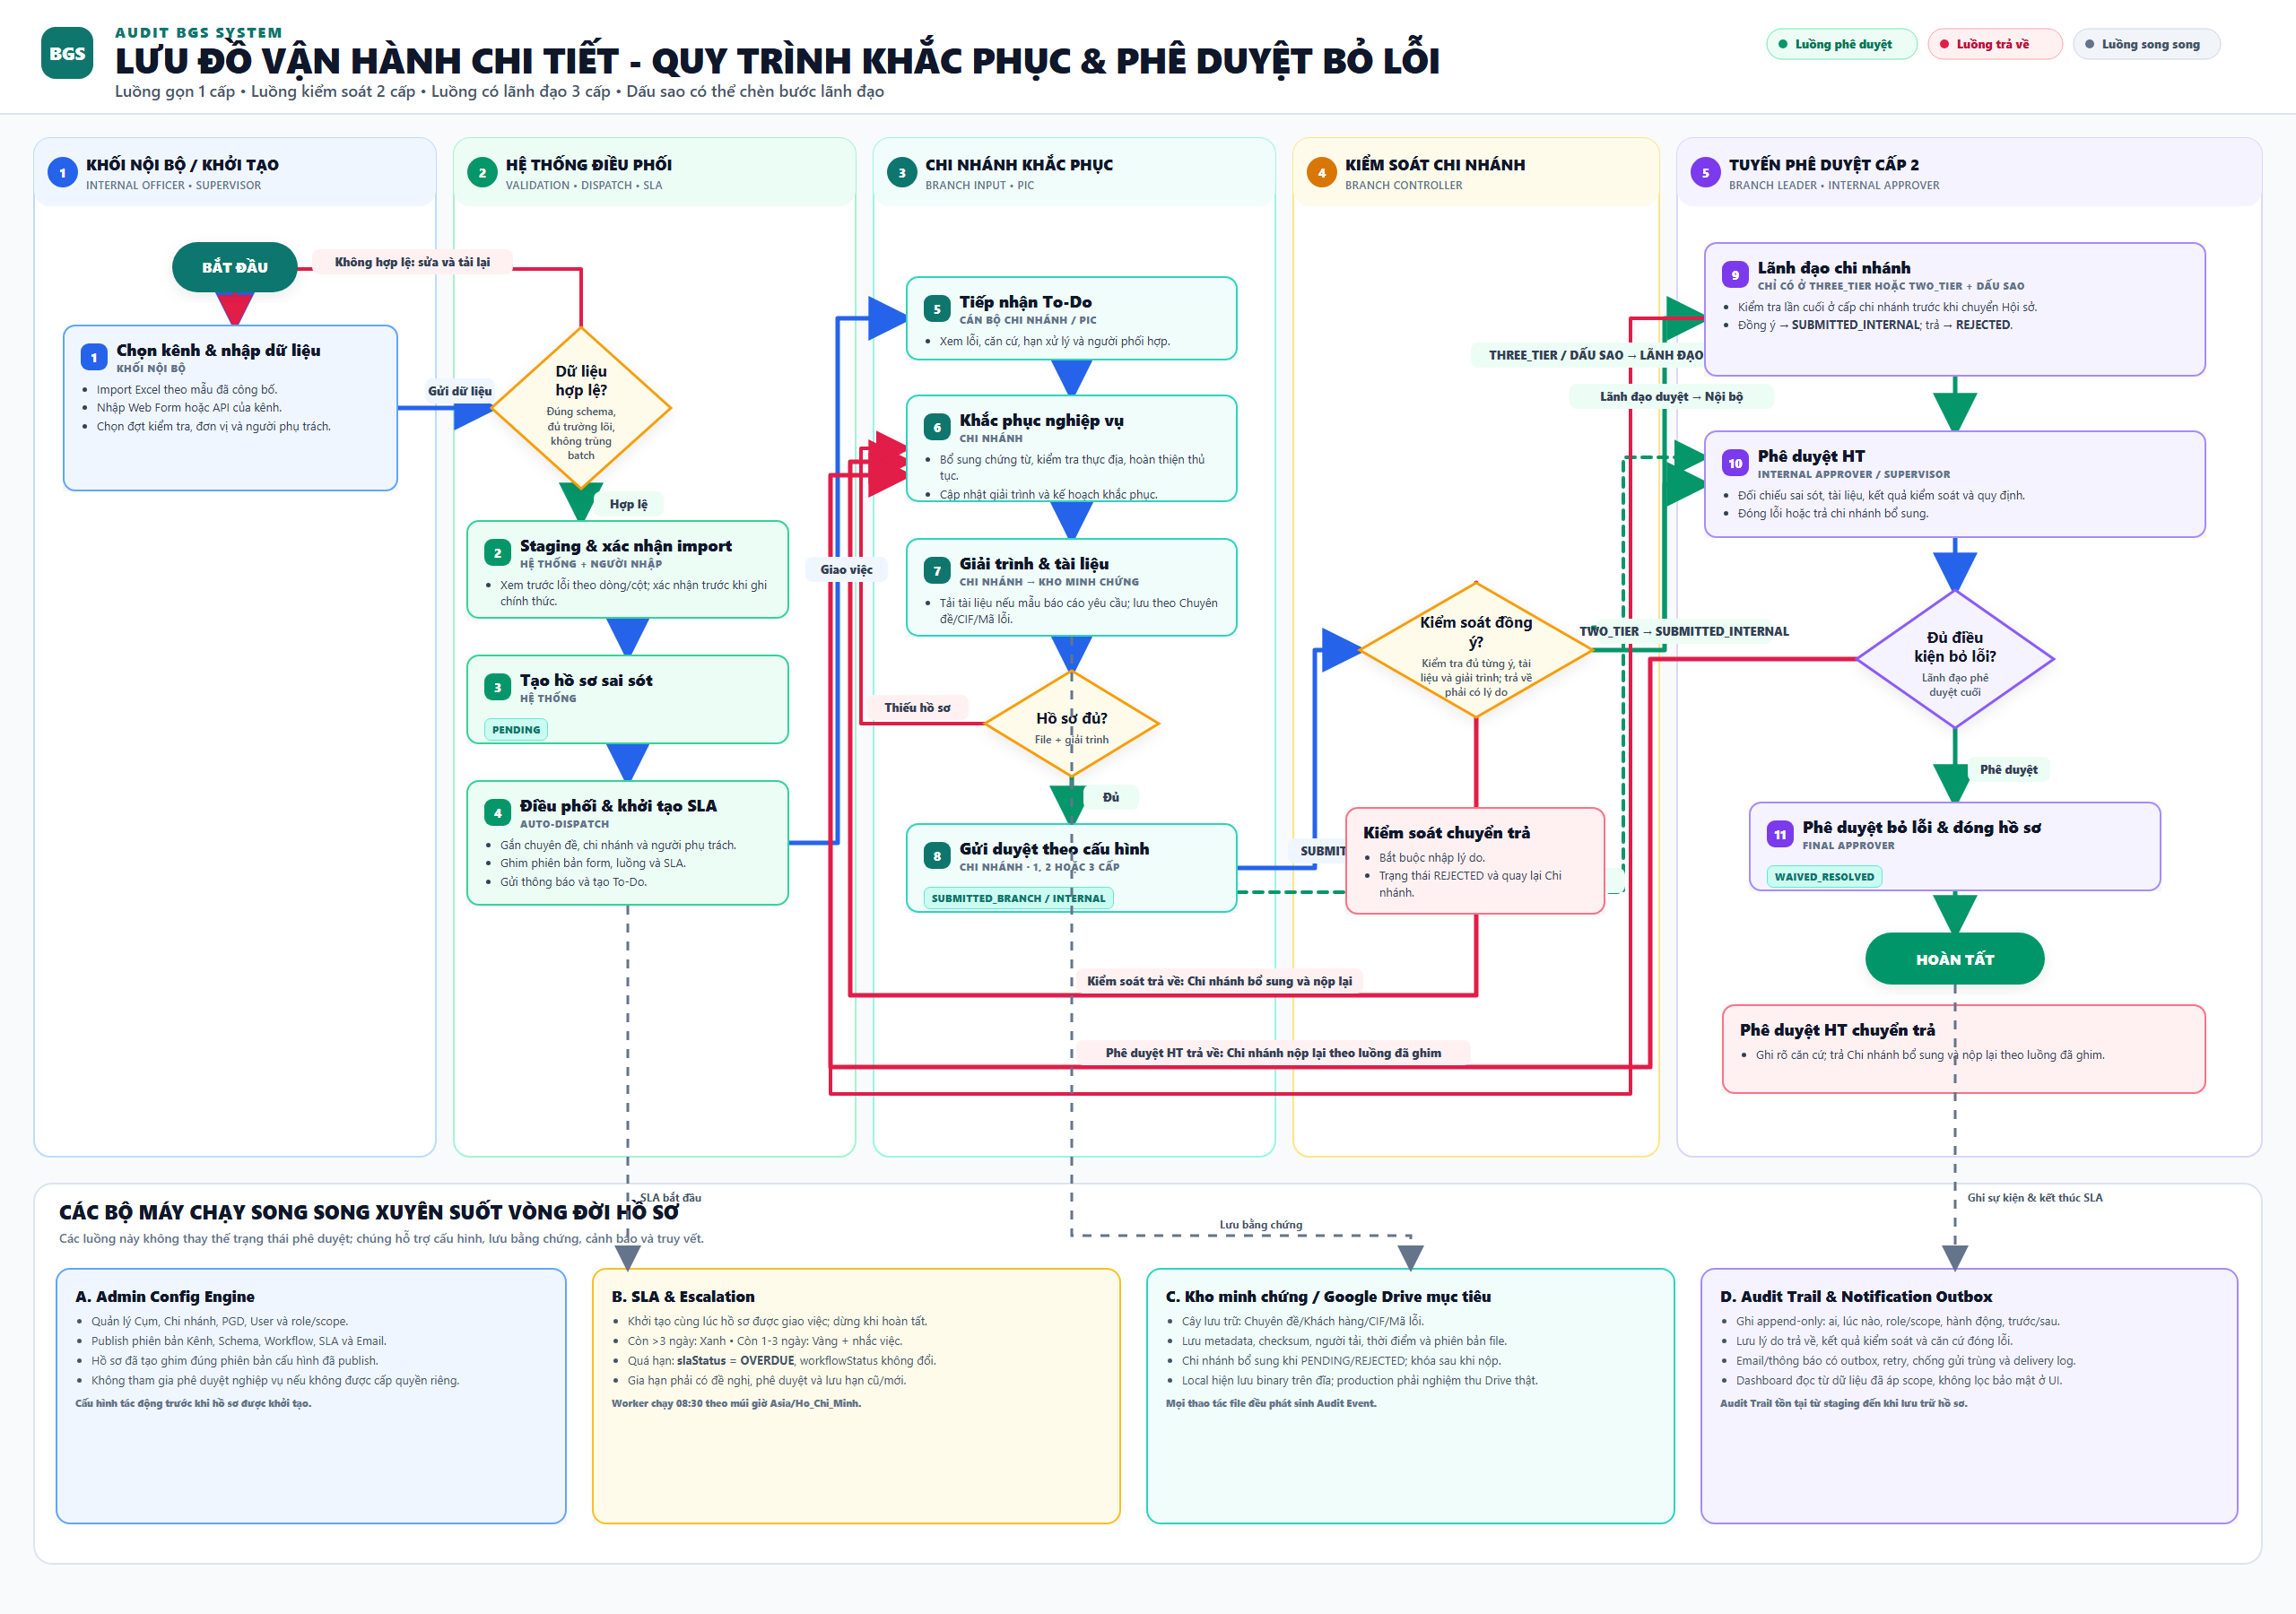 BGS
AUDIT BGS SYSTEM
LƯU ĐỒ VẬN HÀNH CHI TIẾT - QUY TRÌNH KHẮC PHỤC & PHÊ DUYỆT BỎ LỖI
Luồng gọn 1 cấp • Luồng kiểm soát 2 cấp • Luồng có lãnh đạo 3 cấp • Dấu sao có thể chèn bước lãnh đạo
Luồng phê duyệt
Luồng trả về
Luồng song song
1
KHỐI NỘI BỘ / KHỞI TẠO
INTERNAL OFFICER • SUPERVISOR
2
HỆ THỐNG ĐIỀU PHỐI
VALIDATION • DISPATCH • SLA
3
CHI NHÁNH KHẮC PHỤC
BRANCH INPUT • PIC
4
KIỂM SOÁT CHI NHÁNH
BRANCH CONTROLLER
5
TUYẾN PHÊ DUYỆT CẤP 2
BRANCH LEADER • INTERNAL APPROVER
BẮT ĐẦU
Không hợp lệ: sửa và tải lại
1
Chọn kênh & nhập dữ liệu
KHỐI NỘI BỘ
• Import Excel theo mẫu đã công bố.
• Nhập Web Form hoặc API của kênh.
• Chọn đợt kiểm tra, đơn vị và người phụ trách.
Gửi dữ liệu
Dữ liệu
hợp lệ?
Đúng schema,
đủ trường lõi,
không trùng
batch
Hợp lệ
2
Staging & xác nhận import
HỆ THỐNG + NGƯỜI NHẬP
• Xem trước lỗi theo dòng/cột; xác nhận trước khi ghi
chính thức.
3
Tạo hồ sơ sai sót
HỆ THỐNG
PENDING
4
Điều phối & khởi tạo SLA
AUTO-DISPATCH
• Gắn chuyên đề, chi nhánh và người phụ trách.
• Ghim phiên bản form, luồng và SLA.
• Gửi thông báo và tạo To-Do.
Giao việc
5
Tiếp nhận To-Do
CÁN BỘ CHI NHÁNH / PIC
• Xem lỗi, căn cứ, hạn xử lý và người phối hợp.
6
Khắc phục nghiệp vụ
CHI NHÁNH
• Bổ sung chứng từ, kiểm tra thực địa, hoàn thiện thủ
tục.
• Cập nhật giải trình và kế hoạch khắc phục.
7
Giải trình & tài liệu
CHI NHÁNH → KHO MINH CHỨNG
• Tải tài liệu nếu mẫu báo cáo yêu cầu; lưu theo Chuyên
đề/CIF/Mã lỗi.
Thiếu hồ sơ
Hồ sơ đủ?
File + giải trình
Đủ
8
Gửi duyệt theo cấu hình
CHI NHÁNH · 1, 2 HOẶC 3 CẤP
SUBMITTED_BRANCH / INTERNAL
SUBMIT
Kiểm soát đồng
ý?
Kiểm tra đủ từng ý, tài
liệu và giải trình; trả về
phải có lý do
Kiểm soát chuyển trả
• Bắt buộc nhập lý do.
• Trạng thái REJECTED và quay lại Chi
nhánh.
Kiểm soát trả về: Chi nhánh bổ sung và nộp lại
Phê duyệt HT trả về: Chi nhánh nộp lại theo luồng đã ghim
THREE_TIER / DẤU SAO → LÃNH ĐẠO
Lãnh đạo duyệt → Nội bộ
TWO_TIER → SUBMITTED_INTERNAL
9
Lãnh đạo chi nhánh
CHỈ CÓ Ở THREE_TIER HOẶC TWO_TIER + DẤU SAO
• Kiểm tra lần cuối ở cấp chi nhánh trước khi chuyển Hội sở.
• Đồng ý → SUBMITTED_INTERNAL; trả → REJECTED.
10
Phê duyệt HT
INTERNAL APPROVER / SUPERVISOR
• Đối chiếu sai sót, tài liệu, kết quả kiểm soát và quy định.
• Đóng lỗi hoặc trả chi nhánh bổ sung.
Đủ điều
kiện bỏ lỗi?
Lãnh đạo phê
duyệt cuối
Phê duyệt
11
Phê duyệt bỏ lỗi & đóng hồ sơ
FINAL APPROVER
WAIVED_RESOLVED
HOÀN TẤT
Phê duyệt HT chuyển trả
• Ghi rõ căn cứ; trả Chi nhánh bổ sung và nộp lại theo luồng đã ghim.
SLA bắt đầu
Lưu bằng chứng
Ghi sự kiện & kết thúc SLA
CÁC BỘ MÁY CHẠY SONG SONG XUYÊN SUỐT VÒNG ĐỜI HỒ SƠ
Các luồng này không thay thế trạng thái phê duyệt; chúng hỗ trợ cấu hình, lưu bằng chứng, cảnh báo và truy vết.
A. Admin Config Engine
• Quản lý Cụm, Chi nhánh, PGD, User và role/scope.
• Publish phiên bản Kênh, Schema, Workflow, SLA và Email.
• Hồ sơ đã tạo ghim đúng phiên bản cấu hình đã publish.
• Không tham gia phê duyệt nghiệp vụ nếu không được cấp quyền riêng.
Cấu hình tác động trước khi hồ sơ được khởi tạo.
B. SLA & Escalation
• Khởi tạo cùng lúc hồ sơ được giao việc; dừng khi hoàn tất.
• Còn >3 ngày: Xanh • Còn 1-3 ngày: Vàng + nhắc việc.
• Quá hạn: slaStatus = OVERDUE, workflowStatus không đổi.
• Gia hạn phải có đề nghị, phê duyệt và lưu hạn cũ/mới.
Worker chạy 08:30 theo múi giờ Asia/Ho_Chi_Minh.
C. Kho minh chứng / Google Drive mục tiêu
• Cây lưu trữ: Chuyên đề/Khách hàng/CIF/Mã lỗi.
• Lưu metadata, checksum, người tải, thời điểm và phiên bản file.
• Chi nhánh bổ sung khi PENDING/REJECTED; khóa sau khi nộp.
• Local hiện lưu binary trên đĩa; production phải nghiệm thu Drive thật.
Mọi thao tác file đều phát sinh Audit Event.
D. Audit Trail & Notification Outbox
• Ghi append-only: ai, lúc nào, role/scope, hành động, trước/sau.
• Lưu lý do trả về, kết quả kiểm soát và căn cứ đóng lỗi.
• Email/thông báo có outbox, retry, chống gửi trùng và delivery log.
• Dashboard đọc từ dữ liệu đã áp scope, không lọc bảo mật ở UI.
Audit Trail tồn tại từ staging đến khi lưu trữ hồ sơ.